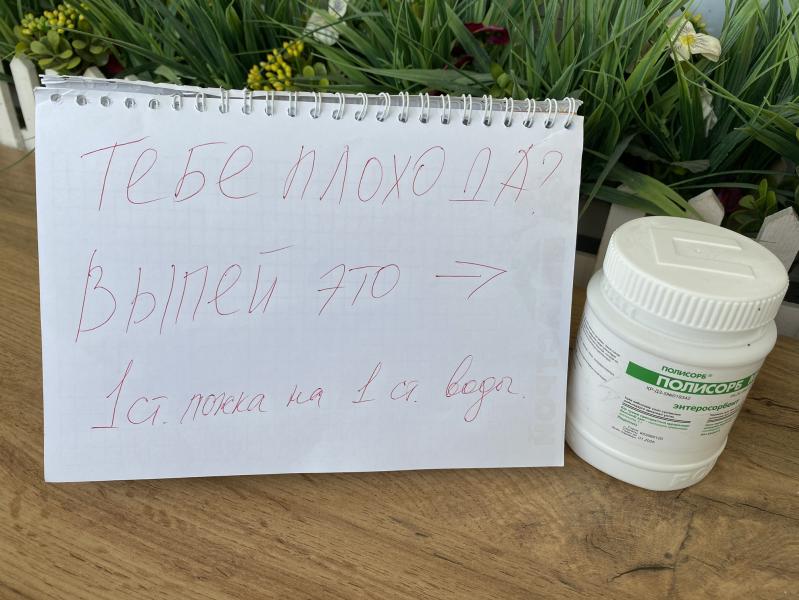 ТЕБЕ ПЛОХО ДА?
ВЫПЕЙ ЭТО →
1 ст. ложка на 1 ст. воды.
ПОЛИСОРБ®
ПОЛИСОРБ
энтеросорбент